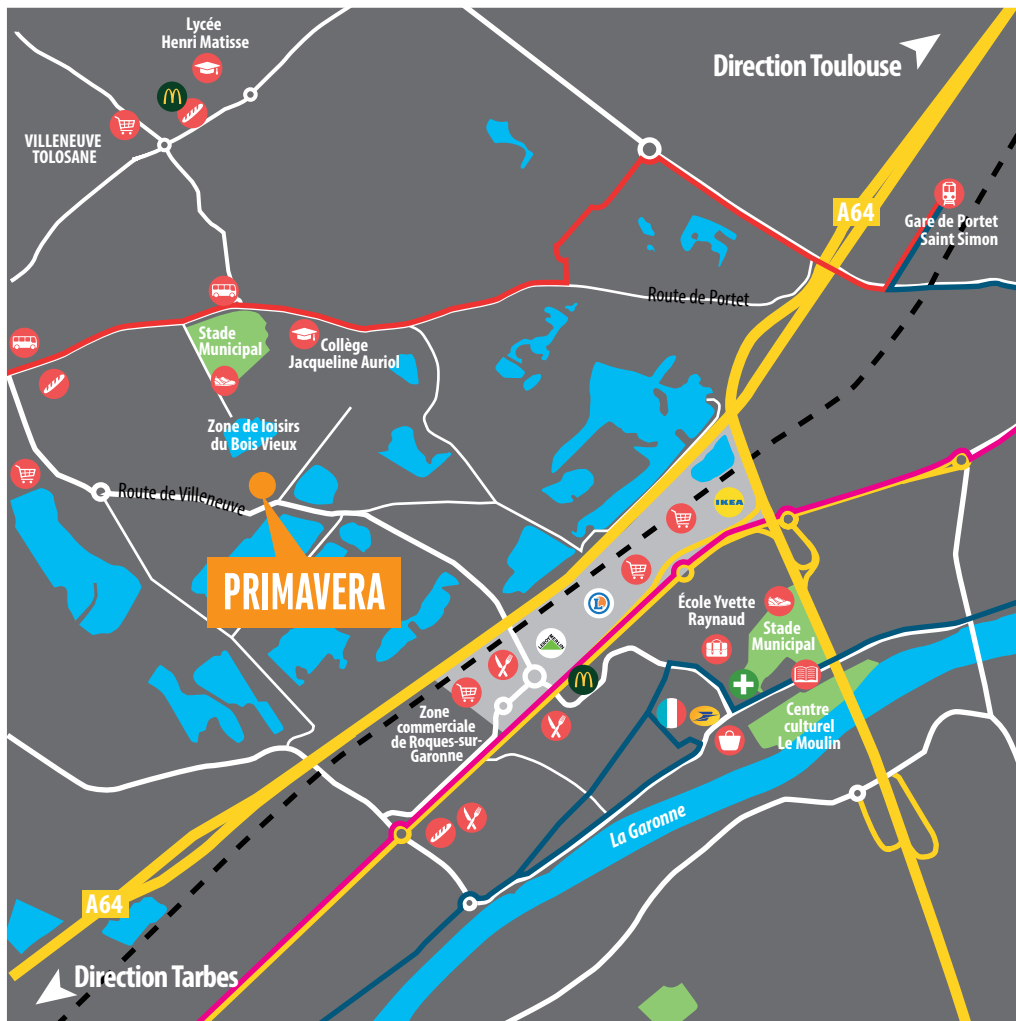 Lycée
Henri Matisse
Direction Toulouse
VILLENEUVE
TOLOSANE
A64
Gare de Portet
Saint Simon
Route de Portet
Stade
Municipal
Collège
Jacqueline Auriol
Zone de loisirs
du Bois Vieux
Route de Villeneuve
IKEA
PRIMAVERA
École Yvette
Raynaud
Stade
Municipal
L
LEROY MERLIN
Zone
commerciale
de Roques-sur-
Garonne
Centre
culturel
Le Moulin
La Garonne
A64
Direction Tarbes